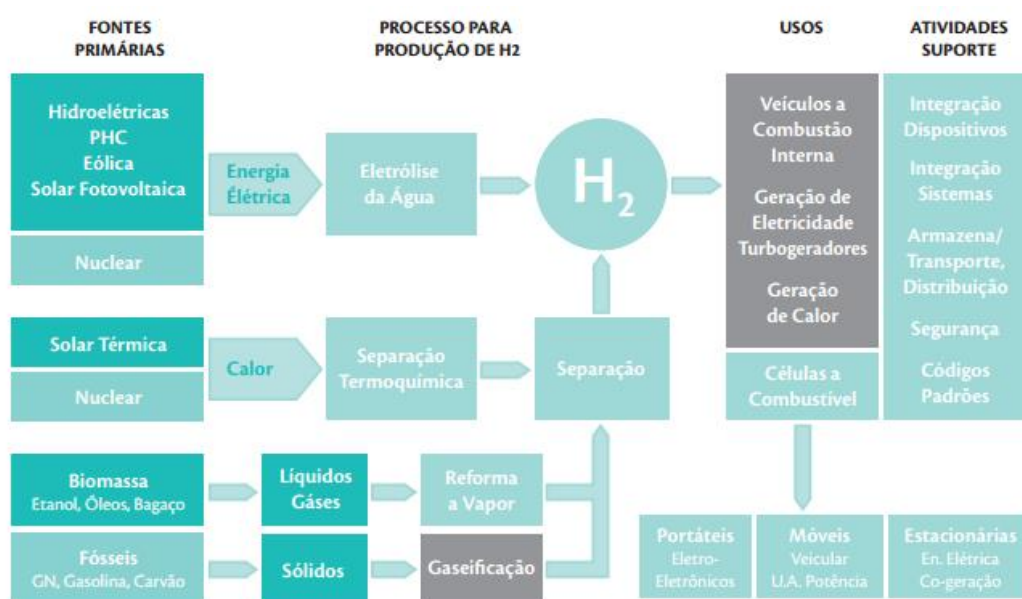 FONTES
PRIMÁRIAS
PROCESSO PARA
PRODUÇÃO DE H2
USOS
ATIVIDADES
SUPORTE
Hidroelétricas
PHC
Eólica
Solar Fotovoltaica
Nuclear
Energia
Élétrica
Eletrólise
da Água
H2
Veículos a
Combustão
Interna
Geração de
Eletricidade
Turbogeradores
Geração
de Calor
Células a
Combustível
Integração
Dispositivos
Integração
Sistemas
Armazena/
Transporte,
Distribuição
Segurança
Códigos
Padrões
Solar Térmica
Nuclear
Calor
Separação
Termoquímica
Separação
Biomassa
Etanol, Óleos, Bagaço
Líquidos
Gáses
Reforma
a Vapor
Fósseis
GN, Gasolina, Carvão
Sólidos
Gaseificação
Portáteis
Eletro-
Eletrônicos
Móveis
Veicular
U.A. Potência
Estacionárias
En. Elétrica
Co-geração